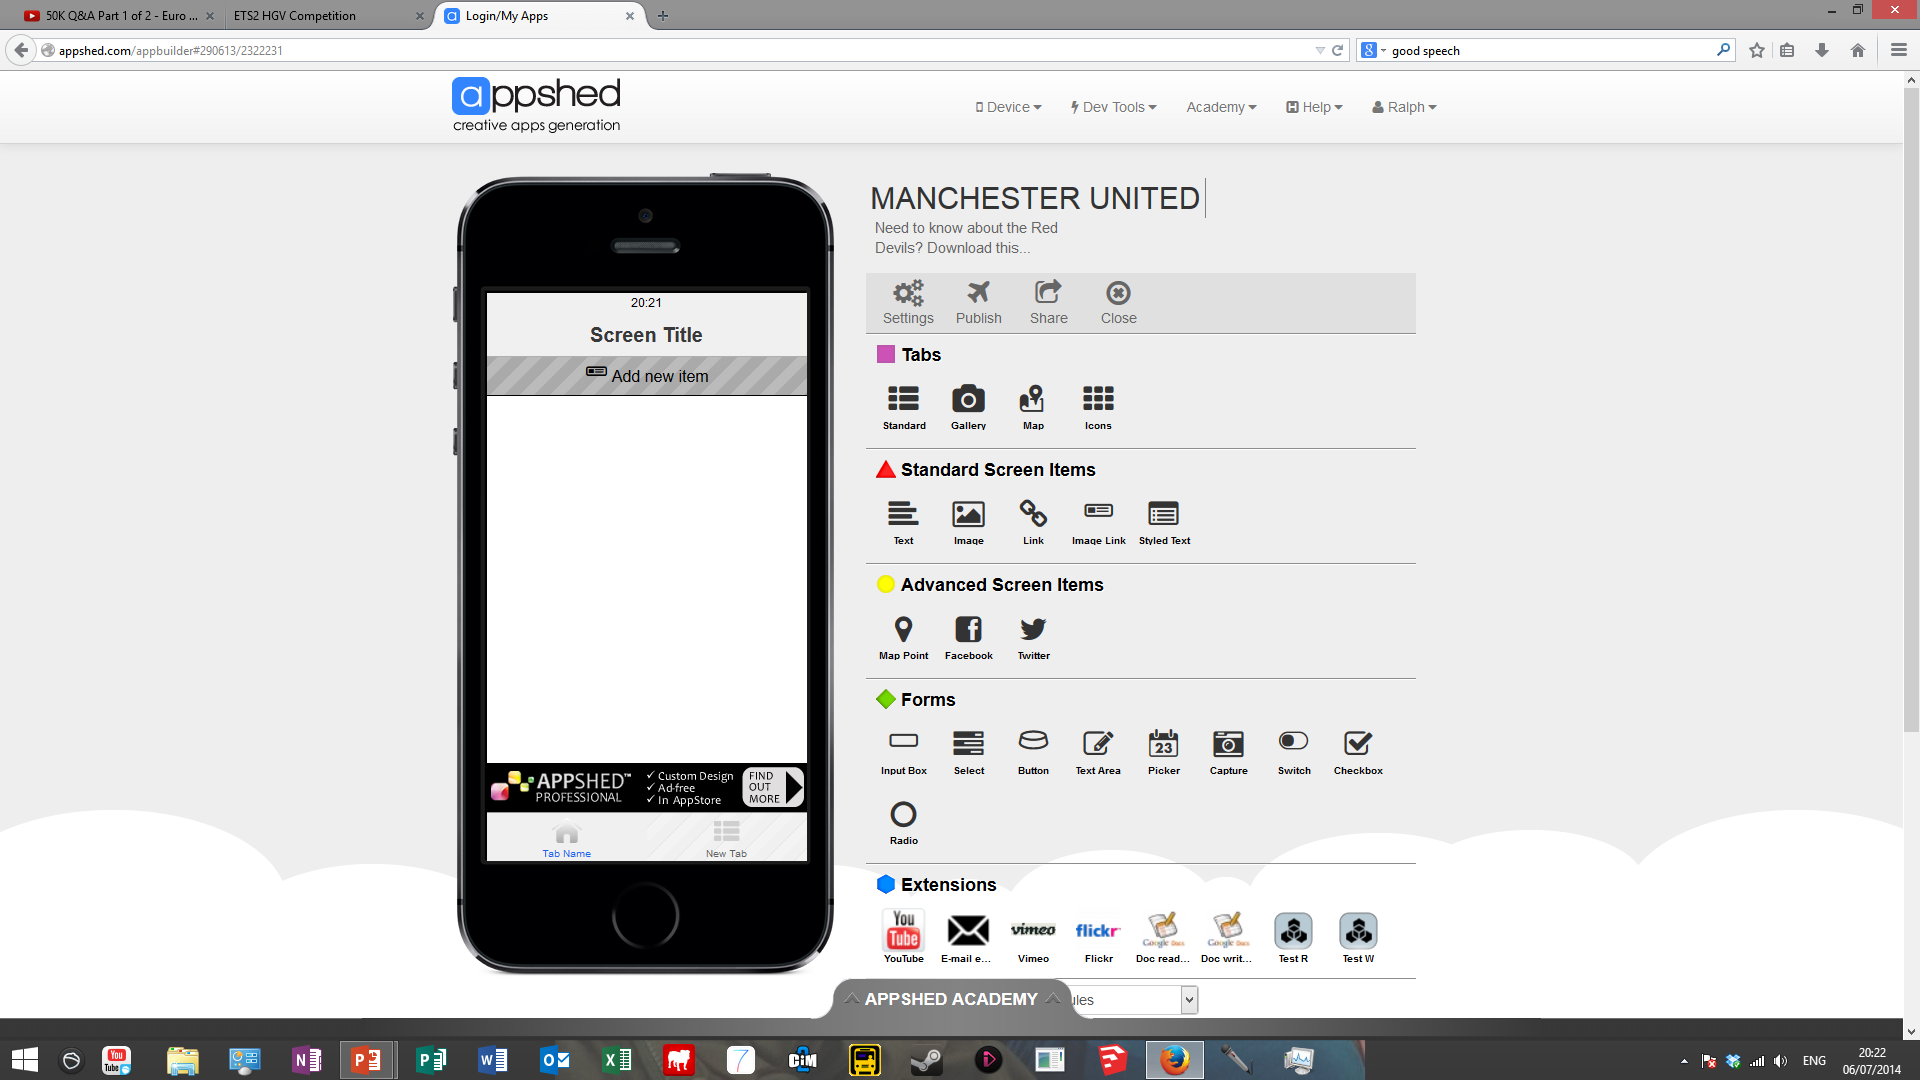 50K Q&A Part 1 of 2 - Euro ...
ETS2 HGV Competition
Login/My Apps
appshed.com/appbuilder#290613/2322231
good speech
appshed
creative apps generation
Device
Dev Tools
Academy
Help
Ralph
MANCHESTER UNITED
Need to know about the Red
Devils? Download this...
Settings
Publish
Share
Close
20:21
Screen Title
Add new item
Tabs
Standard
Gallery
Map
Icons
Standard Screen Items
Text
Image
Link
Image Link
Styled Text
Advanced Screen Items
Map Point
Facebook
Twitter
Forms
Input Box
Select
Button
Text Area
23
Picker
Capture
Switch
Checkbox
Radio
APPSHED™
PROFESSIONAL
Custom Design
Ad-free
In AppStore
FIND
OUT
MORE
Tab Name
New Tab
Extensions
You
Tube
YouTube
E-mail e...
vimeo
Vimeo
flickr
Flickr
Google Docs
Doc read...
Google Docs
Doc writ...
Test R
Test W
APPSHED ACADEMY
ules
ENG
20:22
06/07/2014